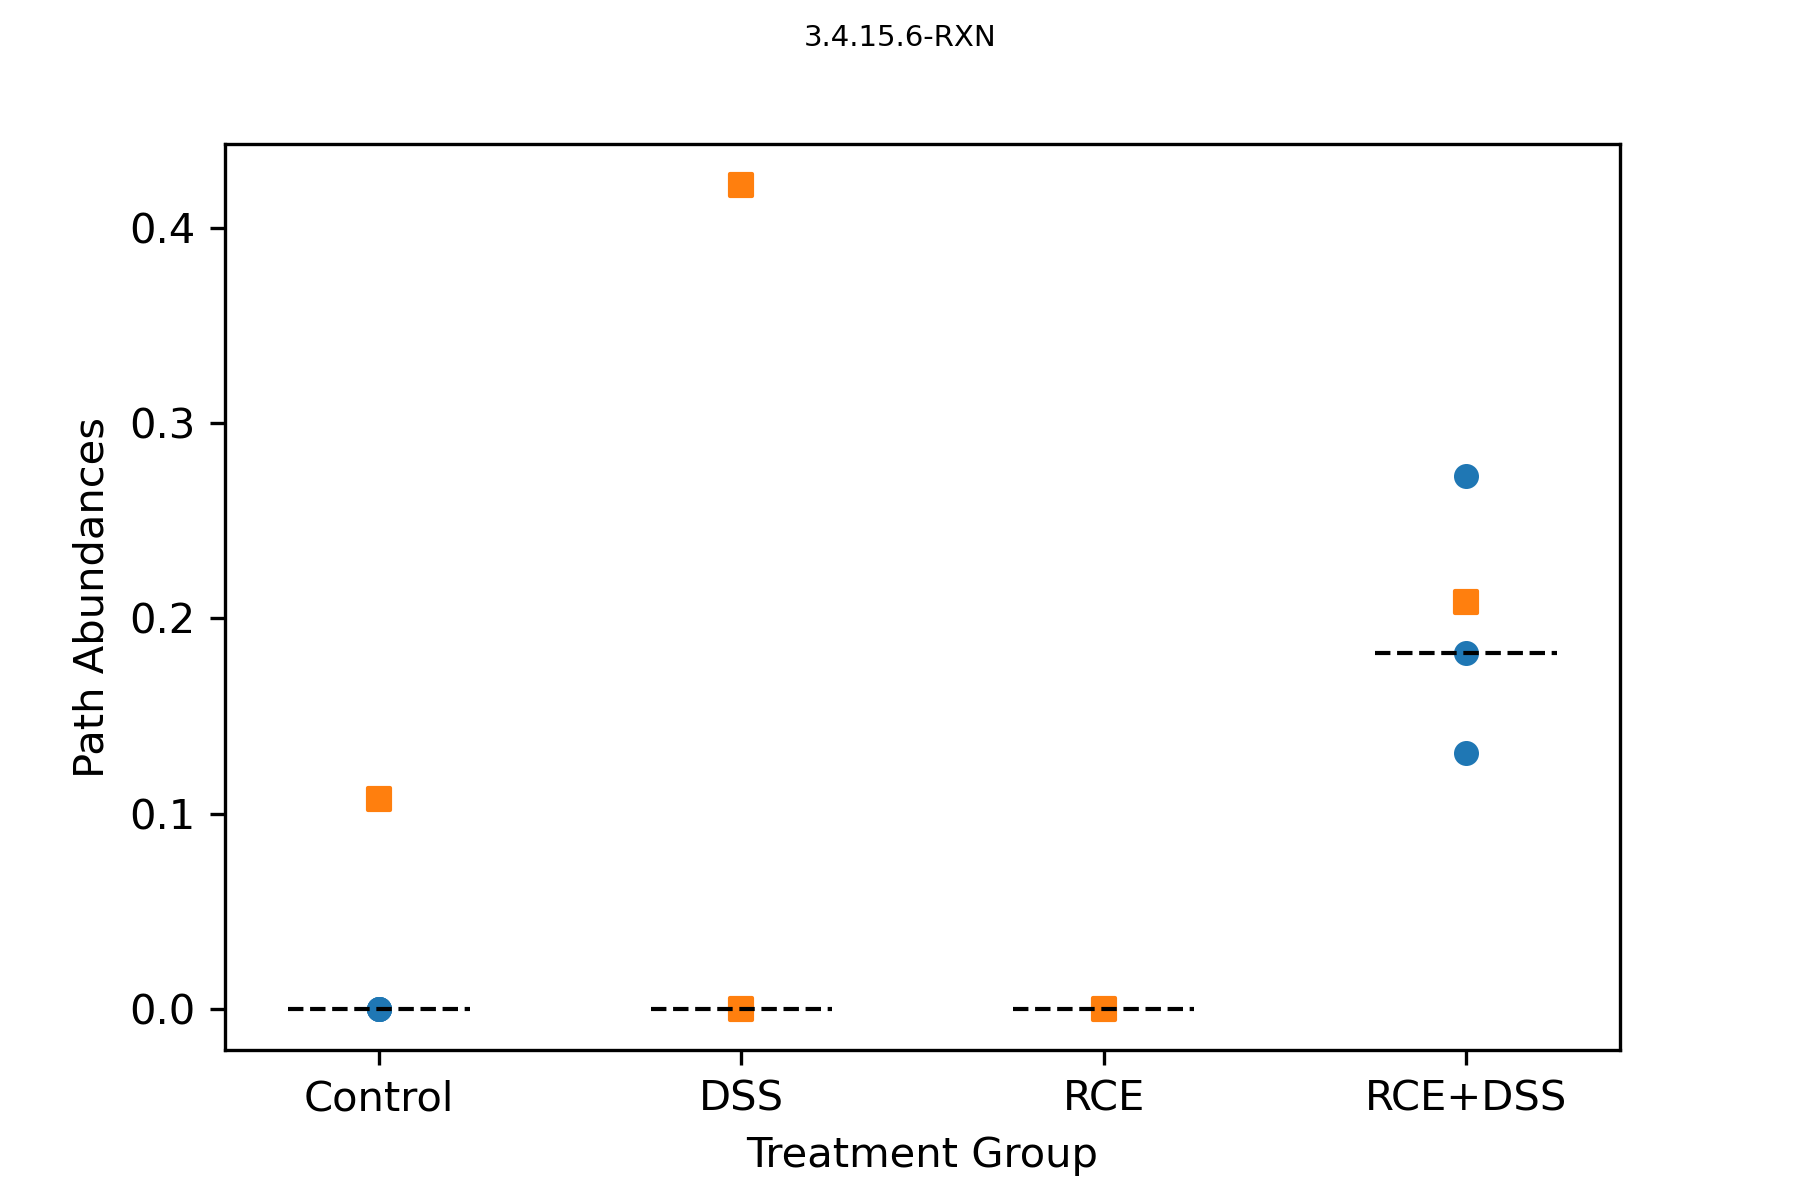 3.4.15.6-RXN
0.4
0.3
0.2
0.1
0.0
Path Abundances
Control DSS RCE RCE+DSS
Treatment Group